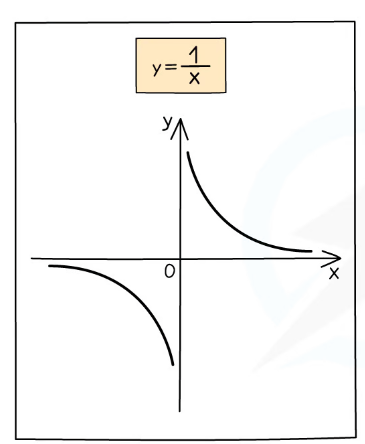 y = 1/x
y
0
x